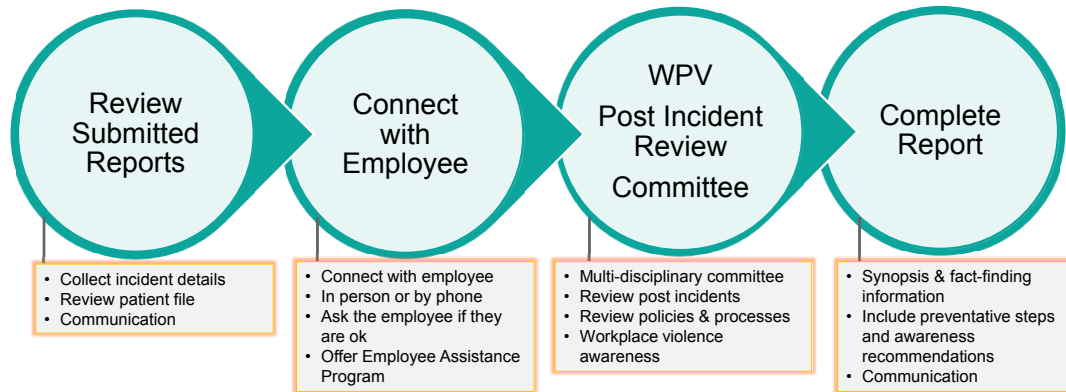 Review
Submitted
Reports
Connect
with
Employee
WPV
Post Incident
Review
Committee
Complete
Report
• Collect incident details
• Review patient file
• Communication
• Connect with employee
• In person or by phone
• Ask the employee if they
are ok
• Offer Employee Assistance
Program
• Multi-disciplinary committee
• Review post incidents
• Review policies & processes
• Workplace violence
awareness
• Synopsis & fact-finding
information
• Include preventative steps
and awareness
recommendations
• Communication